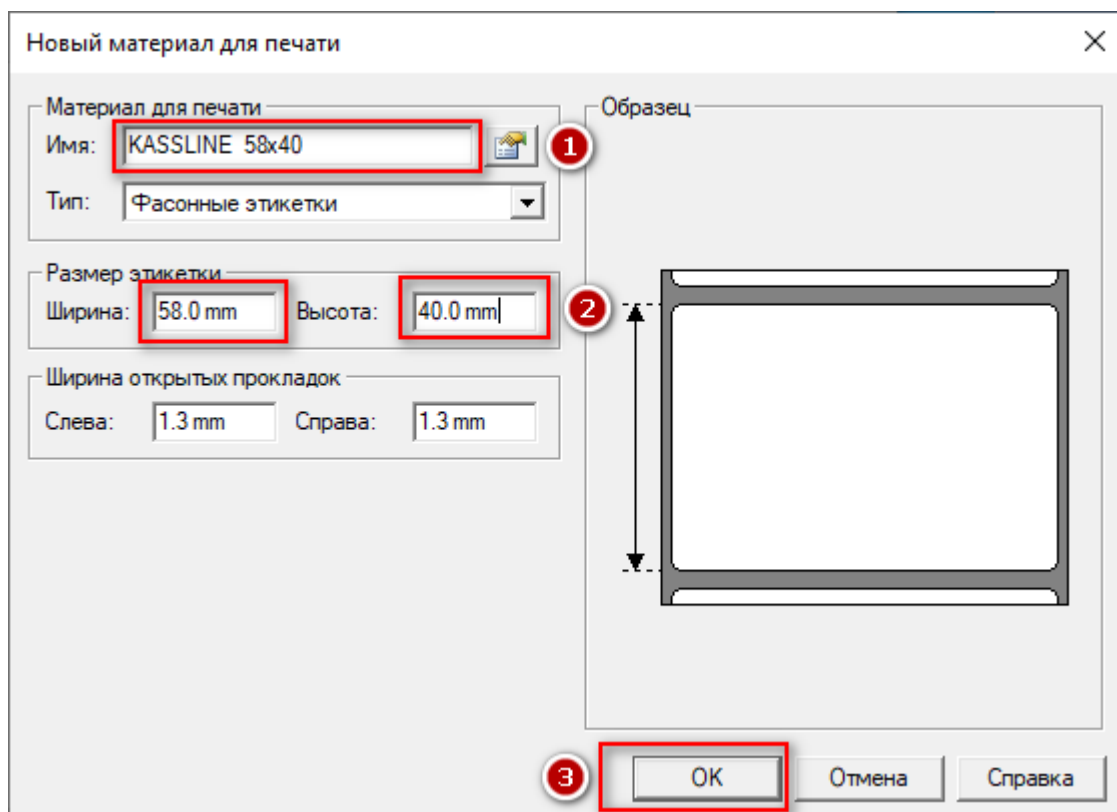 Новый материал для печати
Материал для печати
Имя: KASSLINE  58x40
1
Тип: Фасонные этикетки
Размер этикетки
Ширина: 58.0 mm Высота: 40.0 mm
2
Ширина открытых прокладок
Слева: 1.3 mm Справа: 1.3 mm
Образец
3
OK Отмена Справка